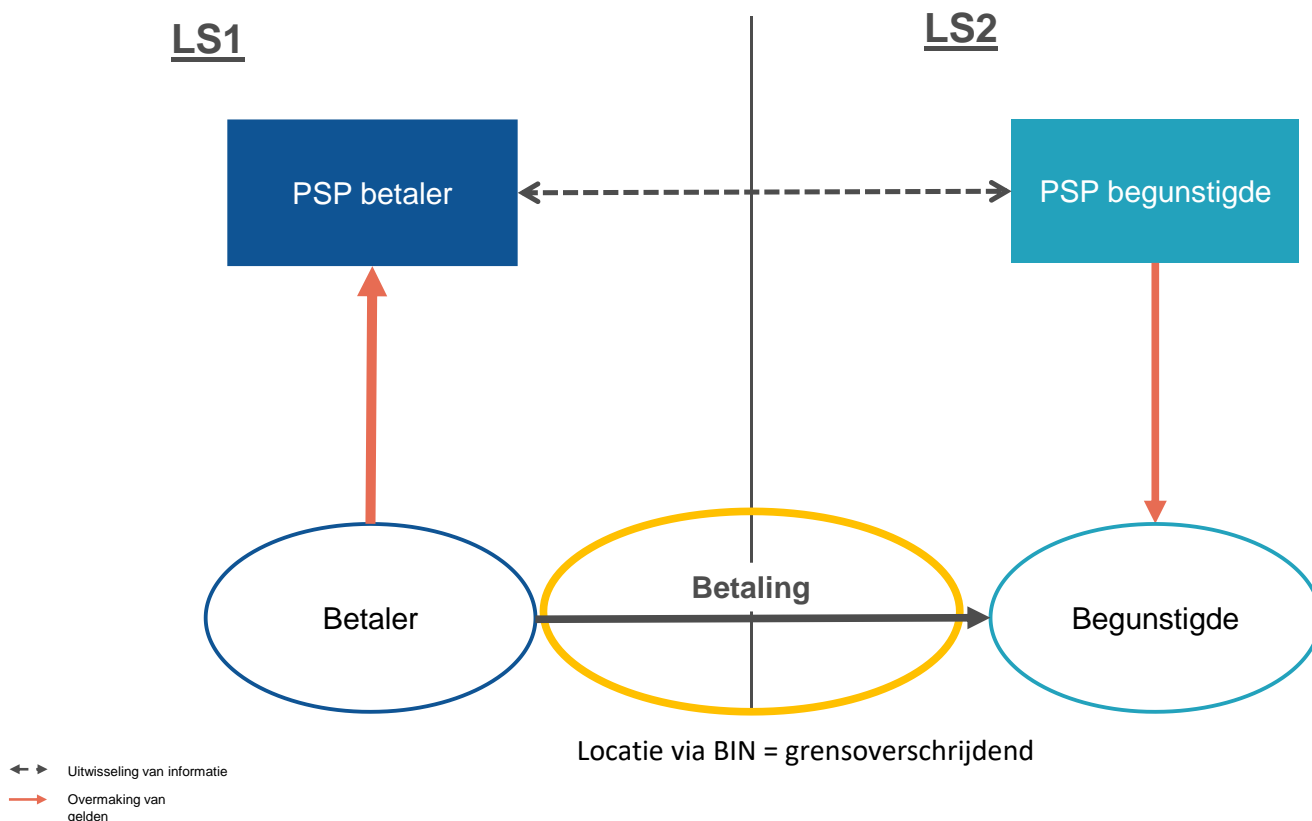 LS1
LS2
PSP betaler
PSP begunstigde
Betaling
Betaler
Begunstigde
Locatie via BIN = grensoverschrijdend
Uitwisseling van informatie
Overmaking van
gelden